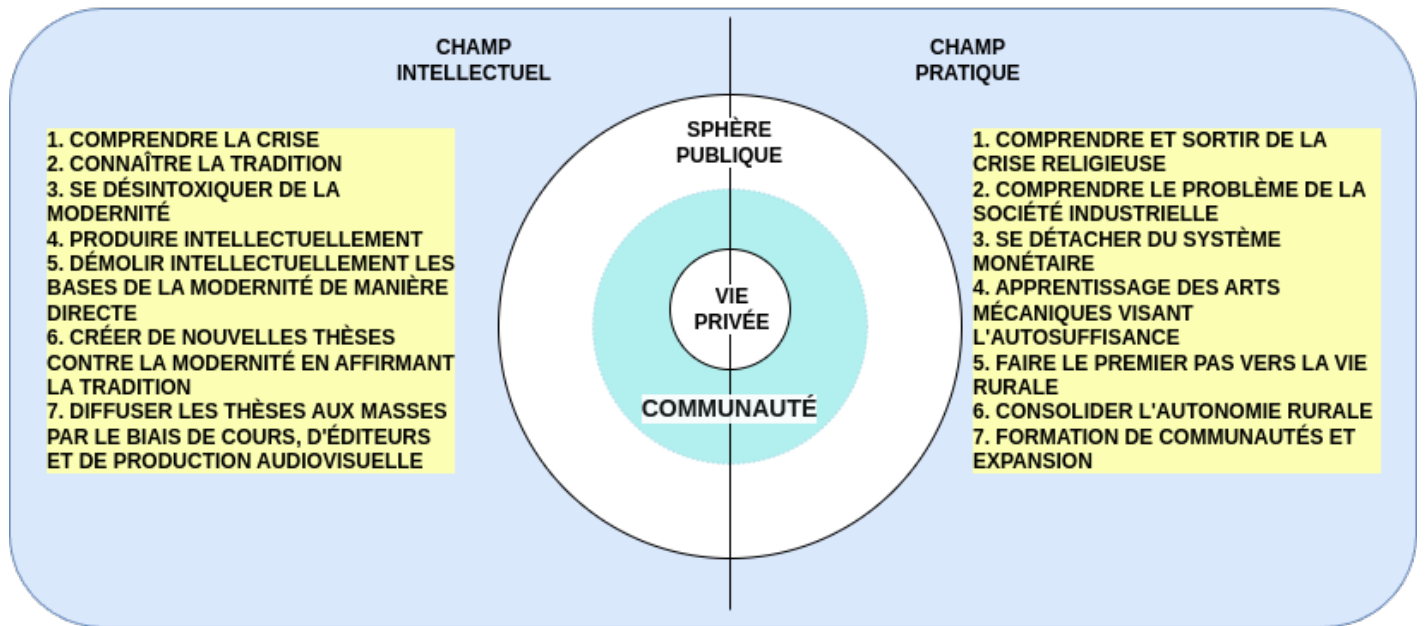 CHAMP
INTELLECTUEL
CHAMP
PRATIQUE
1. COMPRENDRE LA CRISE
2. CONNAÎTRE LA TRADITION
3. SE DÉSINTOXIQUER DE LA
MODERNITÉ
4. PRODUIRE INTELLECTUELLEMENT
5. DÉMOLIR INTELLECTUELLEMENT LES
BASES DE LA MODERNITÉ DE MANIÈRE
DIRECTE
6. CRÉER DE NOUVELLES THÈSES
CONTRE LA MODERNITÉ EN AFFIRMANT
LA TRADITION
7. DIFFUSER LES THÈSES AUX MASSES
PAR LE BIAIS DE COURS, D'ÉDITEURS
ET DE PRODUCTION AUDIOVISUELLE
SPHÈRE
PUBLIQUE
VIE
PRIVÉE
COMMUNAUTÉ
1. COMPRENDRE ET SORTIR DE LA
CRISE RELIGIEUSE
2. COMPRENDRE LE PROBLÈME DE LA
SOCIÉTÉ INDUSTRIELLE
3. SE DÉTACHER DU SYSTÈME
MONÉTAIRE
4. APPRENTISSAGE DES ARTS
MÉCANIQUES VISANT
L'AUTOSUFFISANCE
5. FAIRE LE PREMIER PAS VERS LA VIE
RURALE
6. CONSOLIDER L'AUTONOMIE RURALE
7. FORMATION DE COMMUNAUTÉS ET
EXPANSION